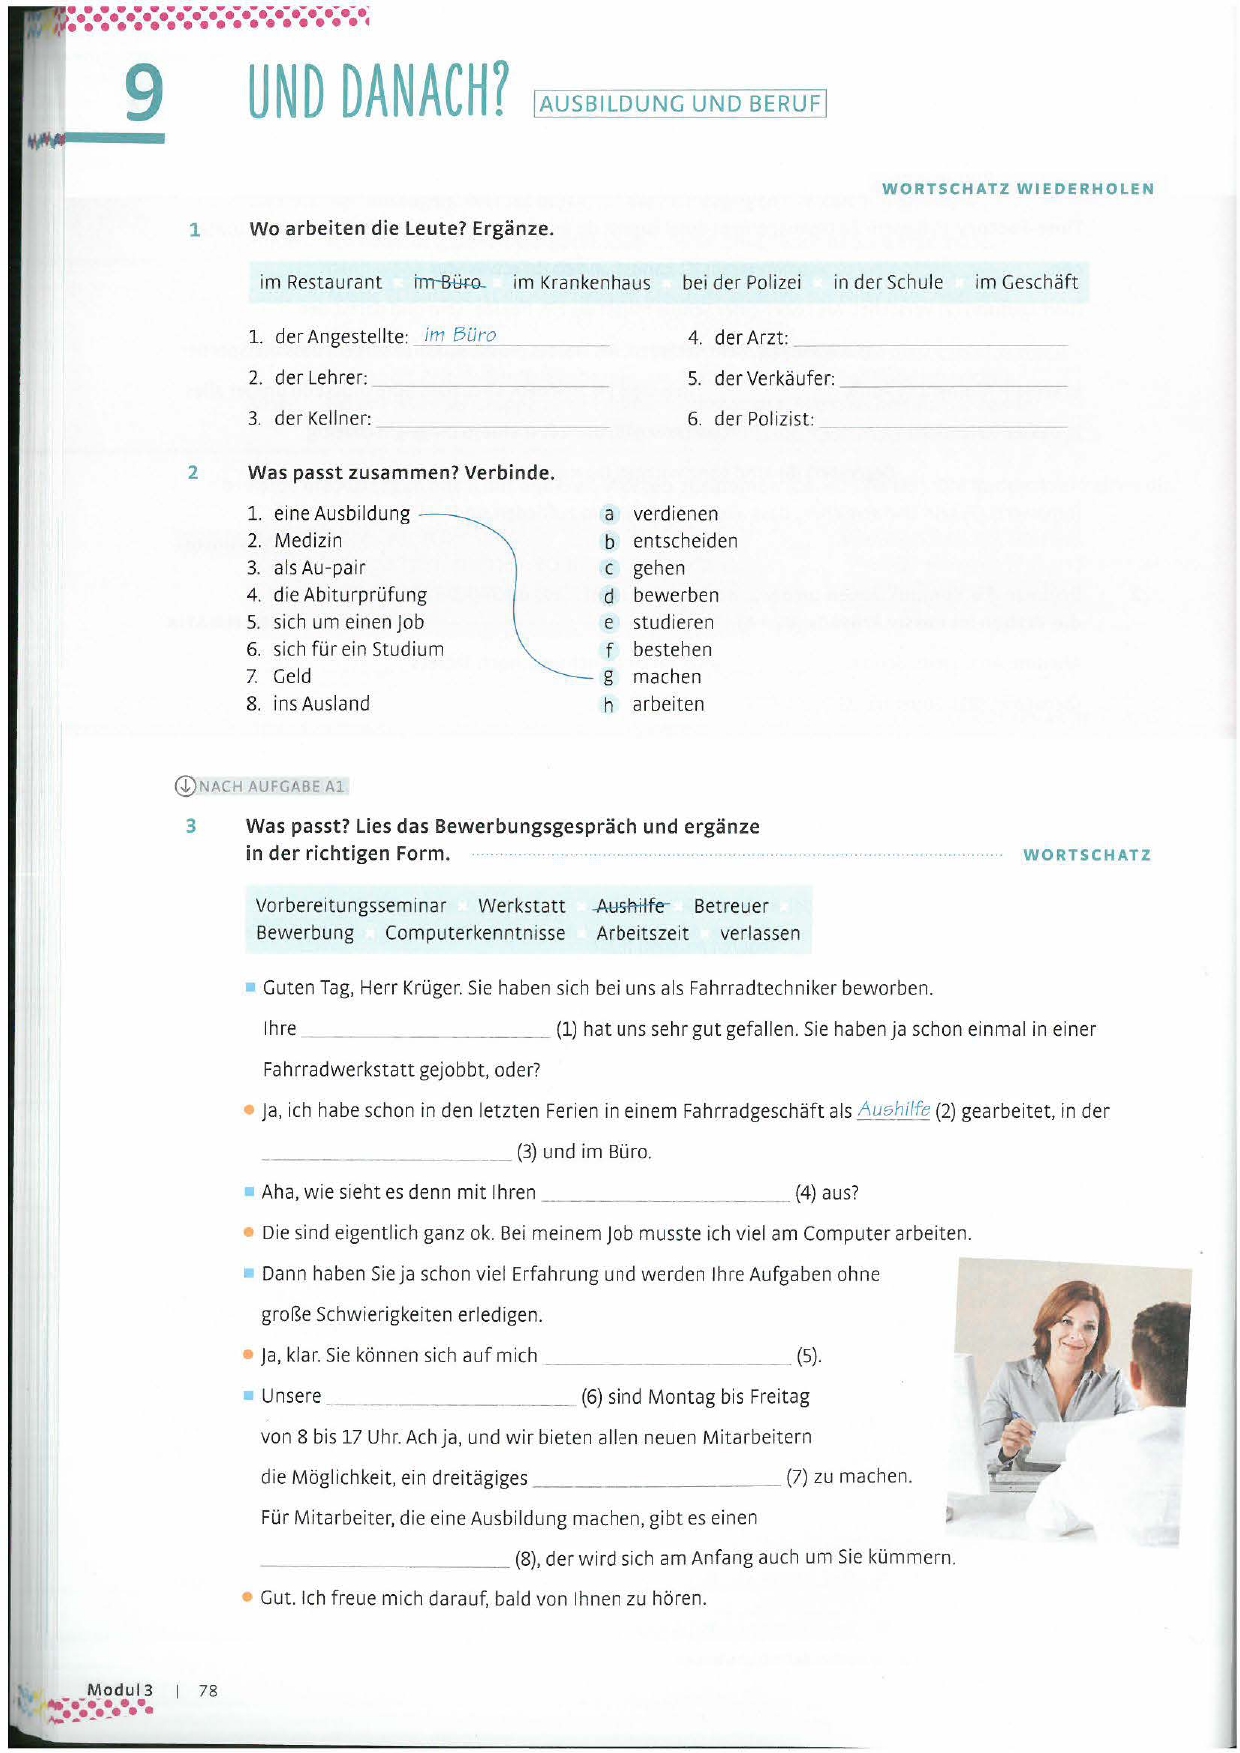 9
UND DANACH?
AUSBILDUNG UND BERUF
WORTSCHATZ WIEDERHOLEN
1 Wo arbeiten die Leute? Ergänze.
im Restaurant im Büro im Krankenhaus bei der Polizei in der Schule im Geschäft
1. der Angestellte: im Büro
2. der Lehrer:
3. der Kellner:
4. der Arzt:
5. der Verkäufer:
6. der Polizist:
2 Was passt zusammen? Verbinde.
1. eine Ausbildung
2. Medizin
3. als Au-pair
4. die Abiturprüfung
5. sich um einen Job
6. sich für ein Studium
7. Geld
8. ins Ausland
a verdienen
b entscheiden
c gehen
d bewerben
e studieren
f bestehen
g machen
h arbeiten
NACH AUFGABE A1
3 Was passt? Lies das Bewerbungsgespräch und ergänze
in der richtigen Form. WORTSCHATZ
Vorbereitungsseminar Werkstatt Aushilfe Betreuer
Bewerbung Computerkenntnisse Arbeitszeit verlassen
Guten Tag, Herr Krüger. Sie haben sich bei uns als Fahrradtechniker beworben.
Ihre (1) hat uns sehr gut gefallen. Sie haben ja schon einmal in einer
Fahrradwerkstatt gejobbt, oder?
Ja, ich habe schon in den letzten Ferien in einem Fahrradgeschäft als Aushilfe (2) gearbeitet, in der
(3) und im Büro.
Aha, wie sieht es denn mit Ihren (4) aus?
Die sind eigentlich ganz ok. Bei meinem Job musste ich viel am Computer arbeiten.
Dann haben Sie ja schon viel Erfahrung und werden Ihre Aufgaben ohne
große Schwierigkeiten erledigen.
Ja, klar. Sie können sich auf mich (5).
Unsere (6) sind Montag bis Freitag
von 8 bis 17 Uhr. Ach ja, und wir bieten allen neuen Mitarbeitern
die Möglichkeit, ein dreitägiges (7) zu machen.
Für Mitarbeiter, die eine Ausbildung machen, gibt es einen
(8), der wird sich am Anfang auch um Sie kümmern.
Gut. Ich freue mich darauf, bald von Ihnen zu hören.
Modul 3 | 78